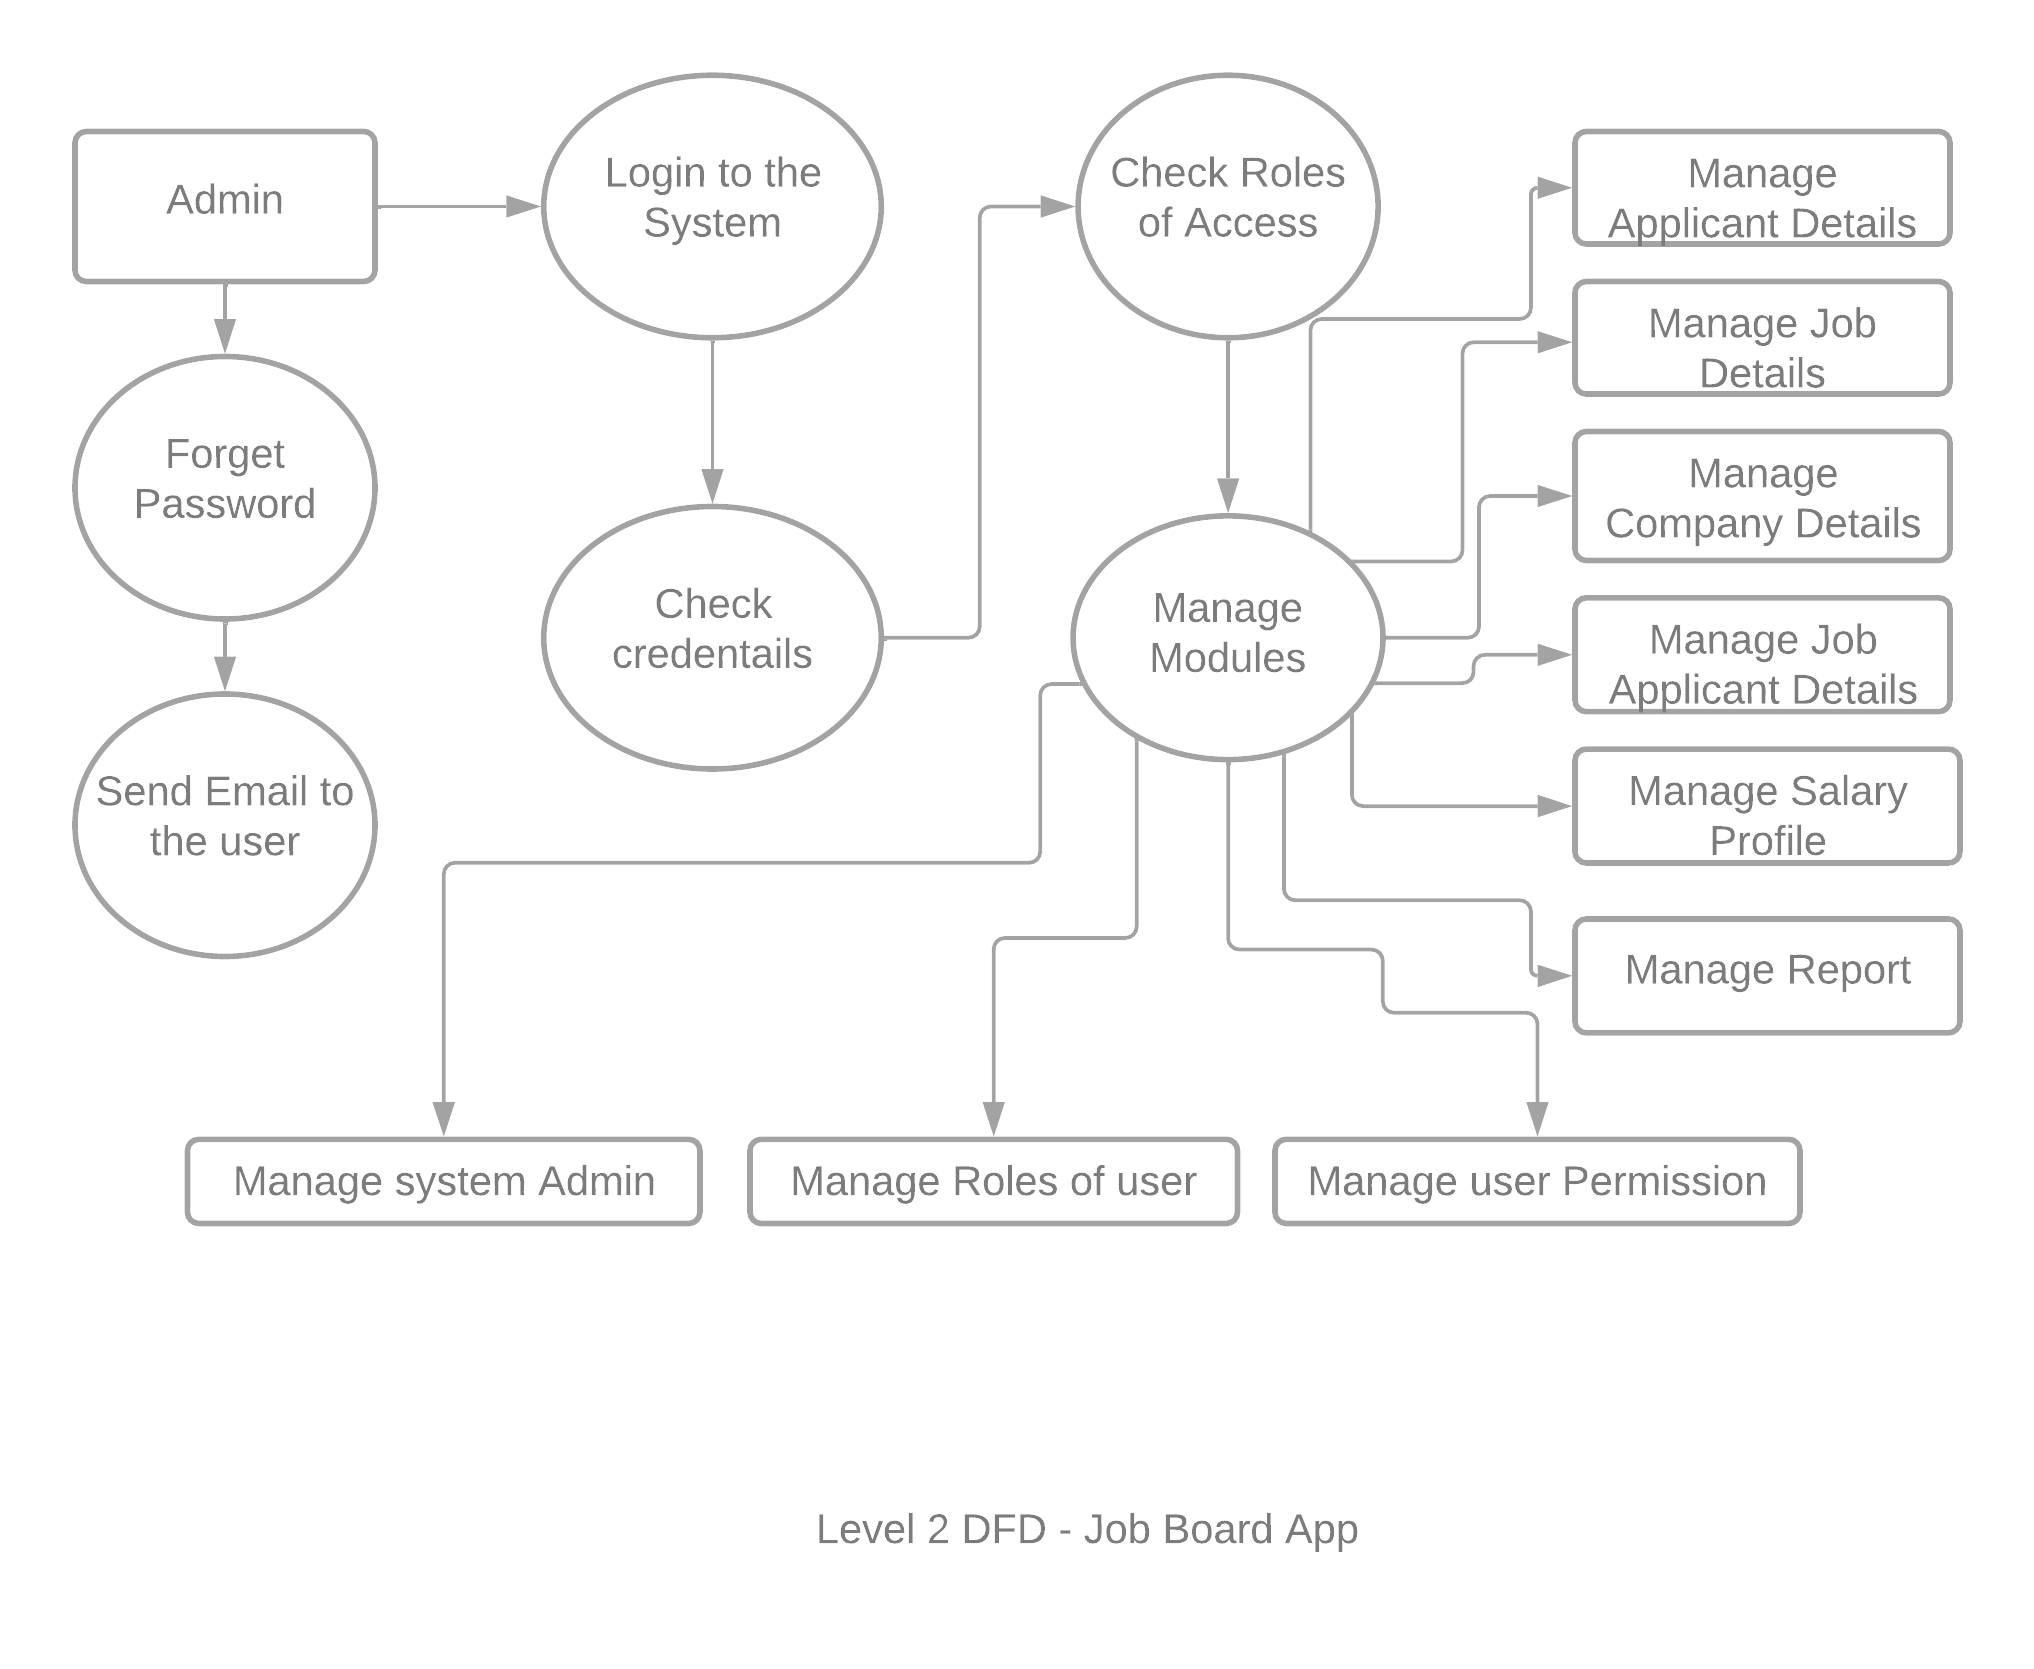 Admin
Login to the
System
Check Roles
of Access
Manage
Applicant Details
Manage Job
Details
Forget
Password
Manage
Company Details
Check
credentails
Manage
Modules
Manage Job
Applicant Details
Send Email to
the user
Manage Salary
Profile
Manage Report
Manage system Admin
Manage Roles of user
Manage user Permission
Level 2 DFD - Job Board App